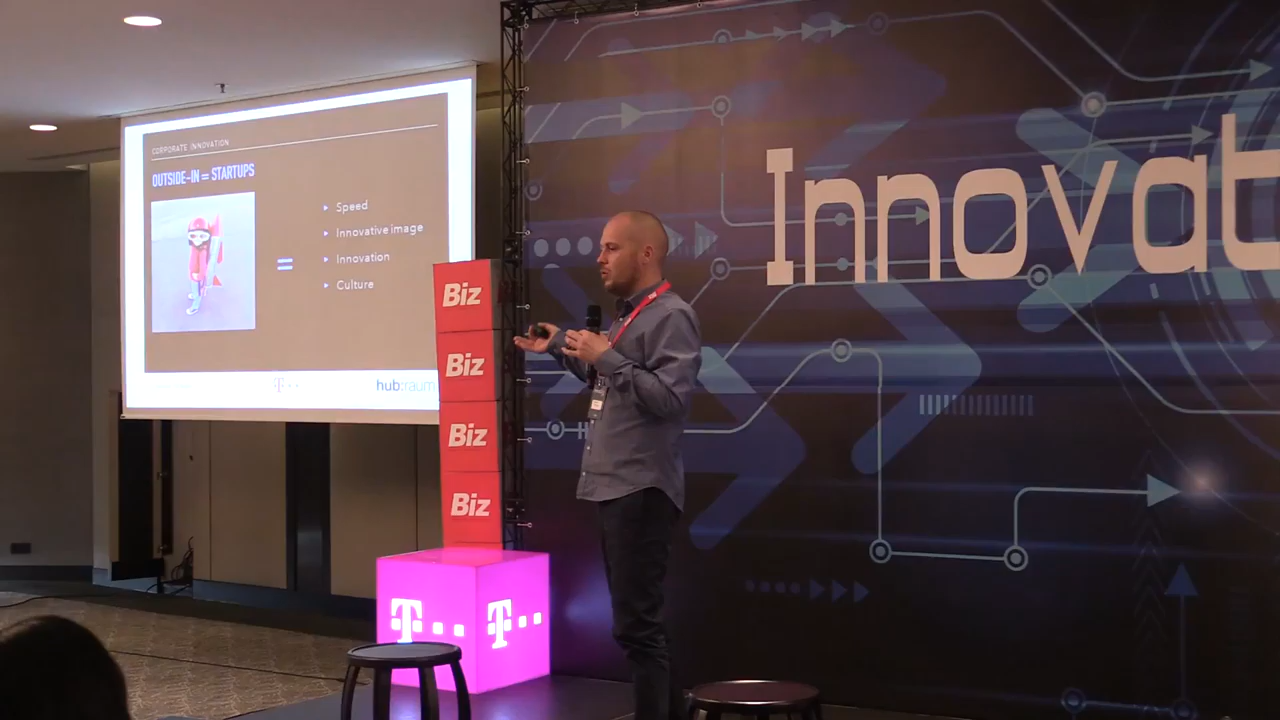 CORPORATE INNOVATION
OUTSIDE-IN = STARTUPS
Speed
Innovative image
=
Innovation
Culture
T
hub:raum
Biz
Biz
Biz
Biz
T
T
Innovat